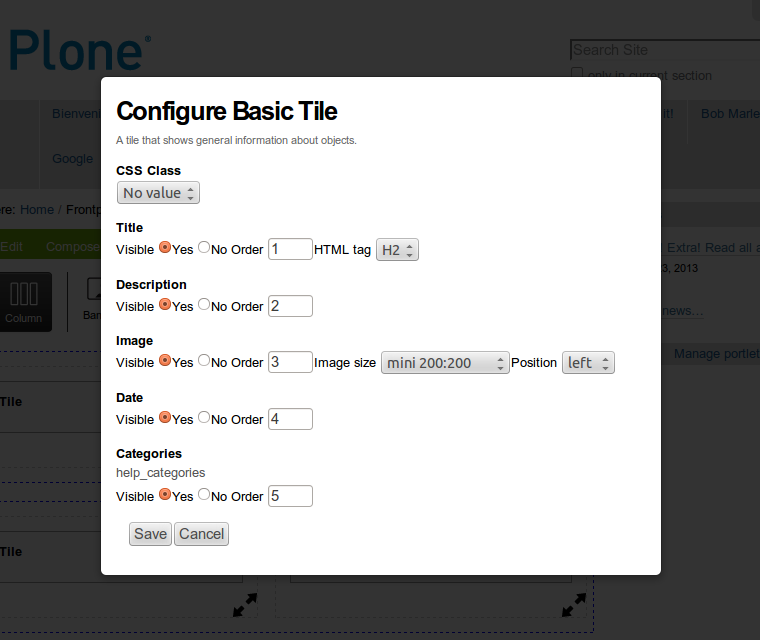 Plone®
Search Site
only in current section
Bienveni
it!
Bob Marle
Google
ere: Home / Frontp
Edit Compose
Extra! Read all a
3, 2013
news...
Column
Ban
Manage portlet
Tile
Tile
Configure Basic Tile
A tile that shows general information about objects.
CSS Class
No value
Title
Visible Yes No Order 1 HTML tag H2
Description
Visible Yes No Order 2
Image
Visible Yes No Order 3 Image size mini 200:200 Position left
Date
Visible Yes No Order 4
Categories
help_categories
Visible Yes No Order 5
Save Cancel